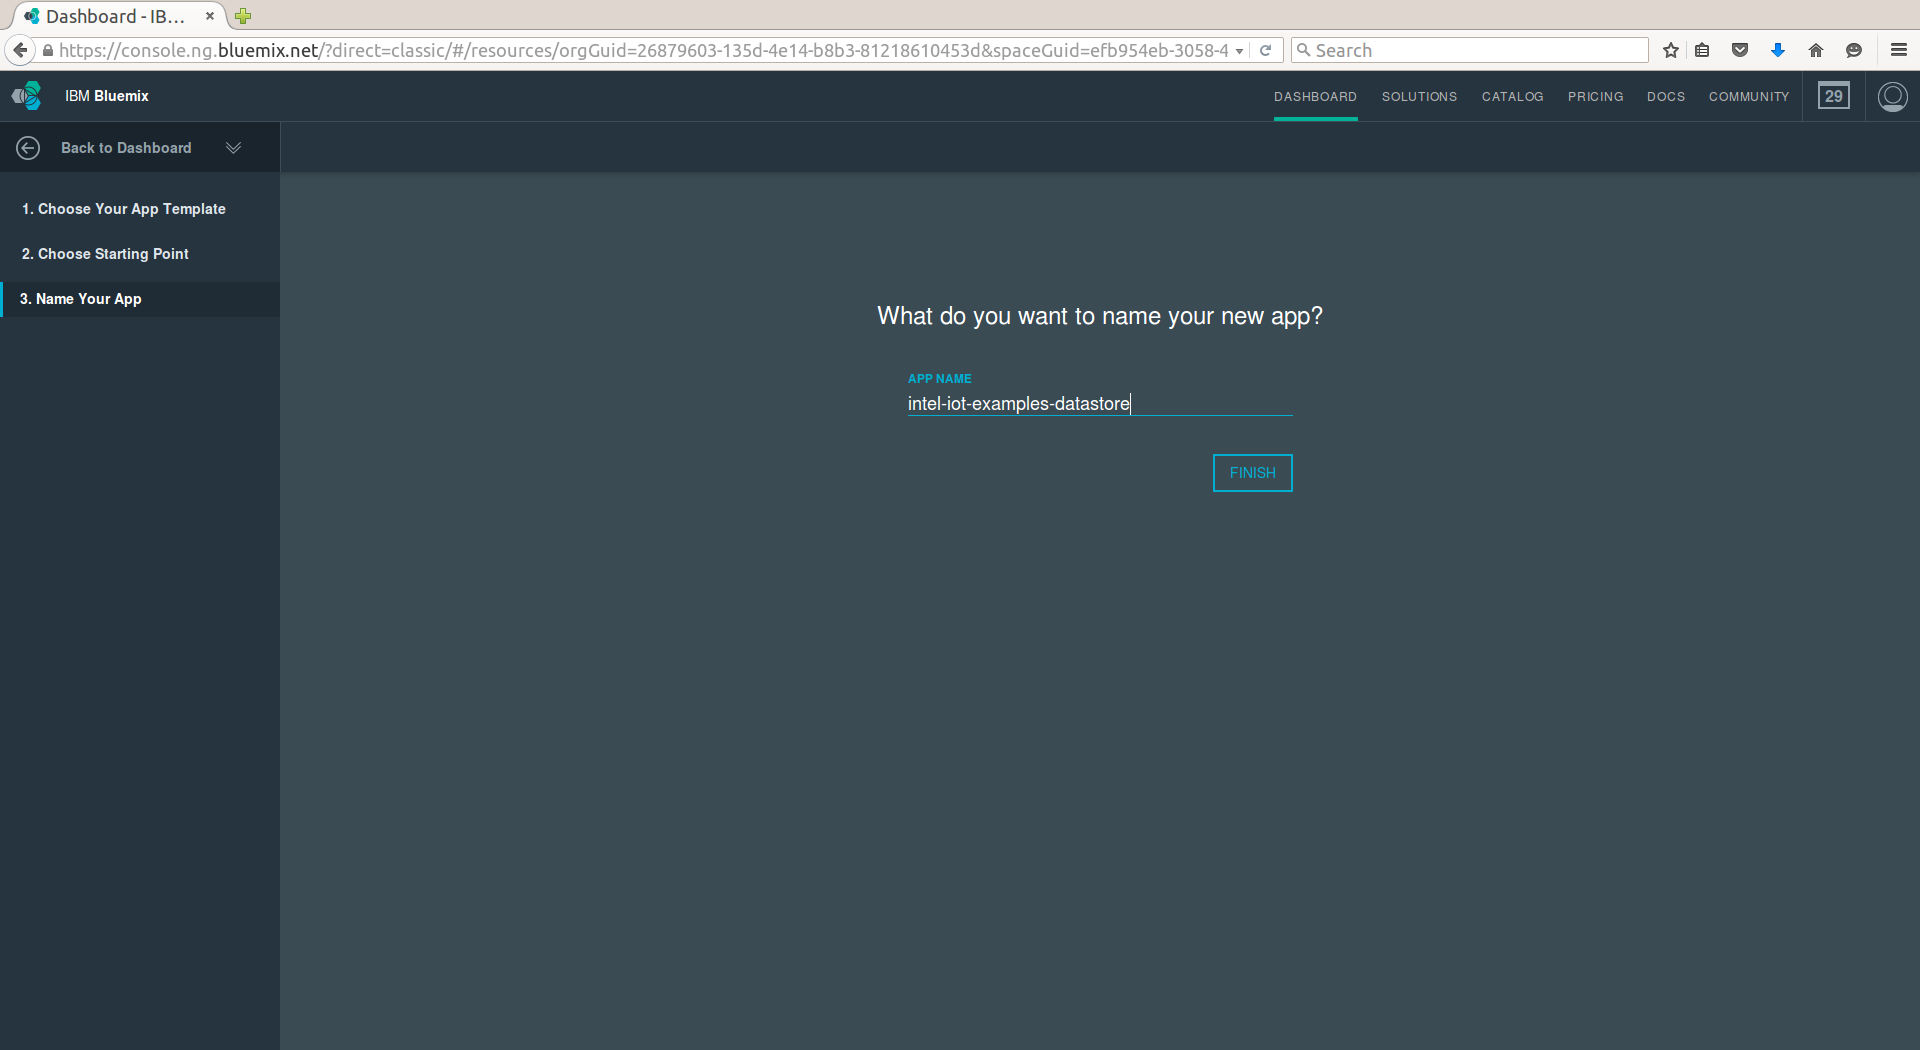 Dashboard - IB...
https://console.ng.bluemix.net/?direct=classic/#/resources/orgGuid=26879603-135d-4e14-b8b3-81218610453d&spaceGuid=efb954eb-3058-4
Search
IBM Bluemix
DASHBOARD
SOLUTIONS
CATALOG
PRICING
DOCS
COMMUNITY
29
Back to Dashboard
1. Choose Your App Template
2. Choose Starting Point
3. Name Your App
What do you want to name your new app?
APP NAME
intel-iot-examples-datastore
FINISH